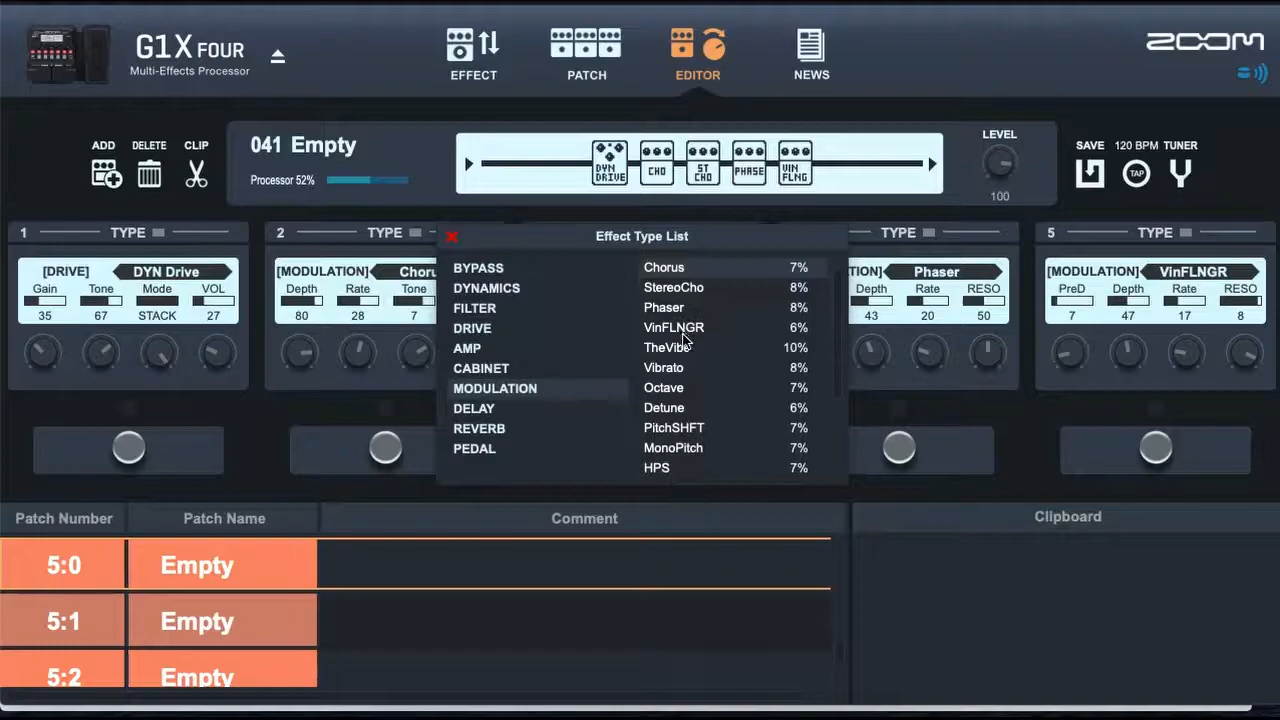 G1X FOUR
Multi-Effects Processor
EFFECT
PATCH
EDITOR
NEWS
ZOOM
ADD
DELETE
CLIP
041 Empty
Processor 52%
DYN DRIVE
CHO
ST CHO
PHASE
VIN FLNG
LEVEL
100
SAVE
120 BPM
TAP
TUNER
1 TYPE
[DRIVE] DYN Drive
Gain Tone Mode VOL
35 67 STACK 27
2 TYPE
[MODULATION] Chor
Depth Rate Tone
80 28 7
Effect Type List
BYPASS
DYNAMICS
FILTER
DRIVE
AMP
CABINET
MODULATION
DELAY
REVERB
PEDAL
Chorus 7%
StereoCho 8%
Phaser 8%
VinFLNGR 6%
TheVibe 10%
Vibrato 8%
Octave 7%
Detune 6%
PitchSHFT 7%
MonoPitch 7%
HPS 7%
TYPE
TION] Phaser
Depth Rate RESO
43 20 50
5 TYPE
[MODULATION] VinFLNGR
PreD Depth Rate RESO
7 47 17 8
Patch Number Patch Name Comment
5:0 Empty
5:1 Empty
5:2 Empty
Clipboard